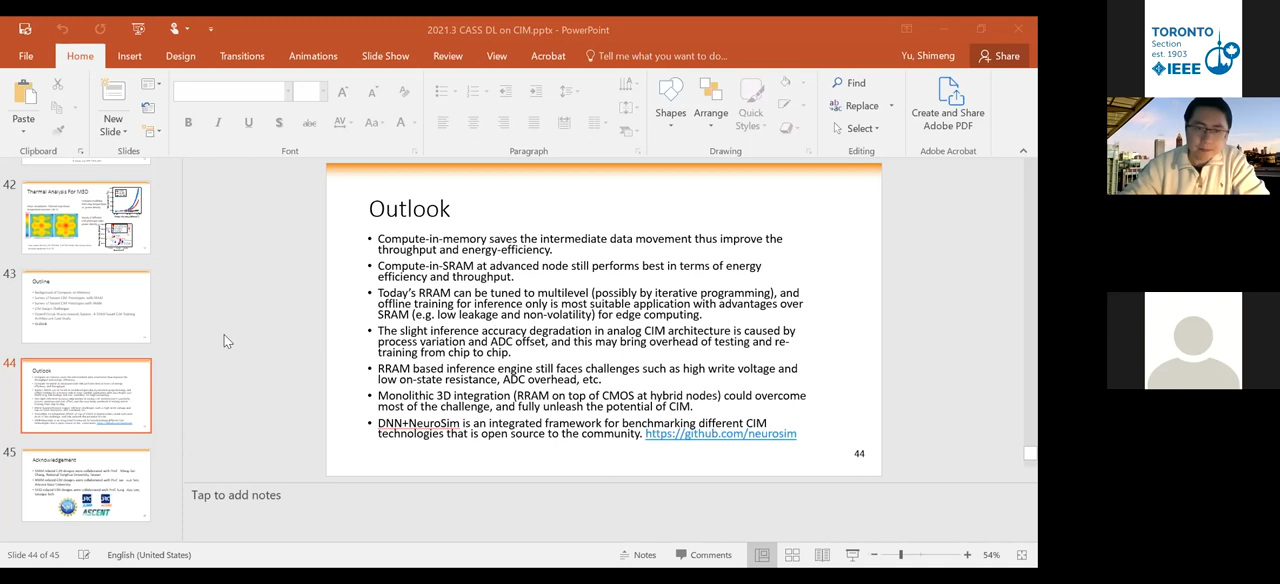 2021.3 CASS DL on CIM.pptx - PowerPoint
File Home Insert Design Transitions Animations Slide Show Review View Acrobat Tell me what you want to do... Yu, Shimeng Share
Paste
New
Slide
B I U S abc AV Aa A
Shapes Arrange Quick
Styles
Find
Replace
Select
Create and Share
Adobe PDF
Clipboard Slides Font Paragraph Drawing Editing Adobe Acrobat
42
Thermal Analysis For M3D
43
Outline
44
Outlook
45
Acknowledgement
ASCENT
Outlook
• Compute-in-memory saves the intermediate data movement thus improve the
throughput and energy-efficiency.
• Compute-in-SRAM at advanced node still performs best in terms of energy
efficiency and throughput.
• Today's RRAM can be tuned to multilevel (possibly by iterative programming), and
offline training for inference only is most suitable application with advantages over
SRAM (e.g. low leakage and non-volatility) for edge computing.
• The slight inference accuracy degradation in analog CIM architecture is caused by
process variation and ADC offset, and this may bring overhead of testing and re-
training from chip to chip.
• RRAM based inference engine still faces challenges such as high write voltage and
low on-state resistance, ADC overhead, etc.
• Monolithic 3D integration (RRAM on top of CMOS at hybrid nodes) could overcome
most of the challenge, and fully unleash the potential of CIM.
• DNN+NeuroSim is an integrated framework for benchmarking different CIM
technologies that is open source to the community. https://github.com/neurosim
44
Tap to add notes
Slide 44 of 45 English (United States) Notes Comments 54%
TORONTO
Section
est. 1903
IEEE